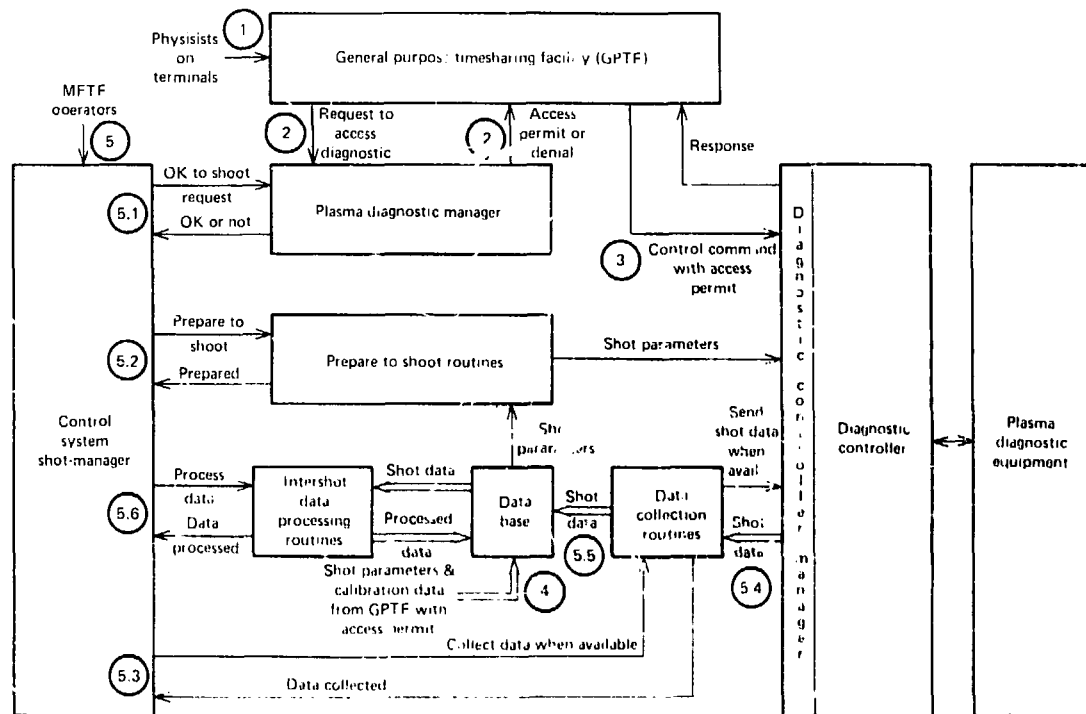 1
Physisists
on
terminals
General purpos timesharing facility (GPTF)
MFTF
operators
5
2
Request to
access
diagnostic
2
Access
permit or
denial
Response
OK to shoot
request
5.1
OK or not
Plasma diagnostic manager
3
Control command
with access
permit
Prepare to
shoot
5.2
Prepared
Prepare to shoot routines
Shot parameters
Control
system
shot-manager
Diagnostic controller manager
Diagnostic
controller
Plasma
diagnostic
equipment
Shot
parameters
Send
shot data
when
avail
Process
data
5.6
Data
processed
Intershot
data
processing
routines
Shot data
Processed
data
Data
base
Shot
data
5.5
Data
collection
routines
Shot
data
5.4
Shot parameters &
calibration data
from GPTF with
access permit
4
Collect data when available
5.3
Data collected